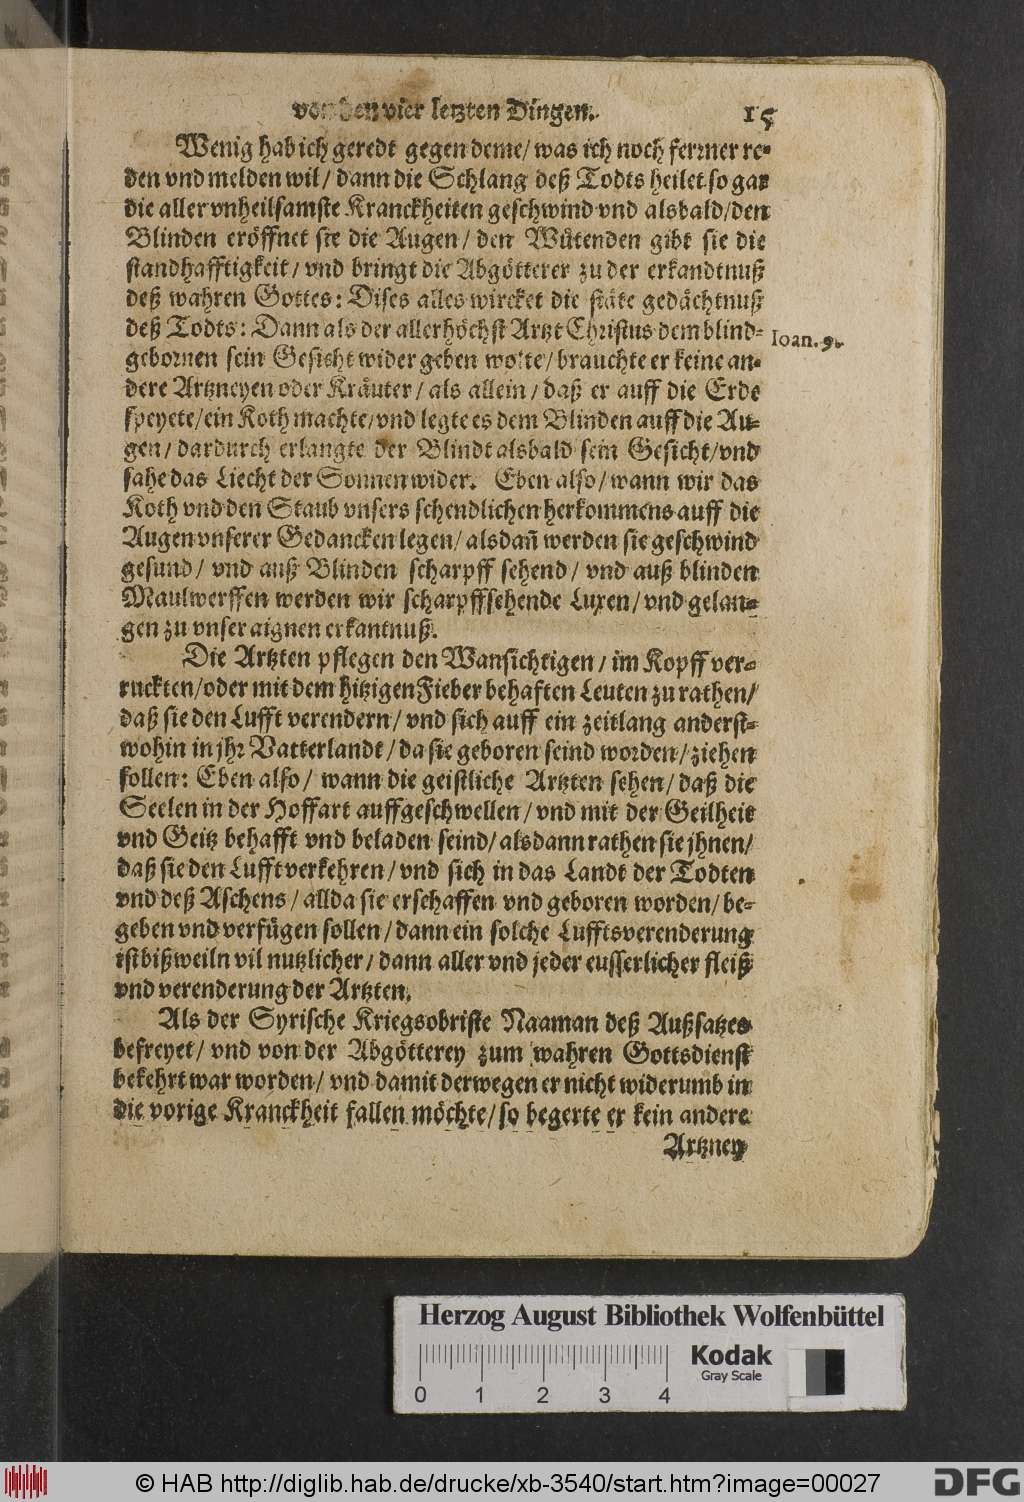 von den vier letzten Dingen. 15
Wenig hab ich geredt gegen deme/ was ich noch ferrner re-
den vnd melden wil/ dann die Schlang deß Todts heilet so gar
die aller vnheilsamste Kranckheiten geschwind vnd alsbald/ den
Blinden eröffnet sie die Augen/ den Wütenden gibt sie die
standhafftigkeit/ vnd bringt die Abgötterer zu der erkandtnuß
deß wahren Gottes: Dises alles wircket die stäte gedächtnuß
deß Todts: Dann als der allerhöchst Artzt Christus dem blind-
Ioan. 9.
gebornen sein Gesicht wider geben wolte/ brauchte er keine an-
dere Artzneyen oder Kräuter/ als allein/ daß er auff die Erde
speyete/ ein Koth machte/ vnd legte es dem Blinden auff die Au-
gen/ dardurch erlangte der Blindt alsbald sein Gesicht/ vnd
sahe das Liecht der Sonnen wider. Eben also/ wann wir das
Koth vnd den Staub vnsers schendlichen herkommens auff die
Augen vnserer Gedancken legen/ alsdañ werden sie geschwind
gesund/ vnd auß Blinden scharpff sehend/ vnd auß blinden
Maulwerffen werden wir scharpffsehende Luxen/ vnd gelan-
gen zu vnser aignen erkantnuß.
Die Artzten pflegen den Wansichtigen/ im Kopff ver-
ruckten/ oder mit dem hitzigen Fieber behaften Leuten zu rathen/
daß sie den Lufft verendern/ vnd sich auff ein zeitlang anderst-
wohin in jhr Vatterlandt/ da sie geboren seind worden/ ziehen
sollen: Eben also/ wann die geistliche Artzten sehen/ daß die
Seelen in der Hoffart auffgeschwellen/ vnd mit der Geilheit
vnd Geitz behafft vnd beladen seind/ alsdann rathen sie jhnen/
daß sie den Lufft verkehren/ vnd sich in das Landt der Todten
vnd deß Aschens/ allda sie erschaffen vnd geboren worden/ be-
geben vnd verfügen sollen/ dann ein solche Lufftsverenderung
ist bißweiln vil nutzlicher/ dann aller vnd jeder eusserlicher fleiß
vnd verenderung der Artzten.
Als der Syrische Kriegsobriste Naaman deß Außsatzes
befreyet/ vnd von der Abgötterey zum wahren Gottsdienst
bekehrt war worden/ vnd damit derwegen er nicht widerumb in
die vorige Kranckheit fallen möchte/ so begerte er kein andere
Artzney
Herzog August Bibliothek Wolfenbüttel
Kodak
Gray Scale
0 1 2 3 4
© HAB http://diglib.hab.de/drucke/xb-3540/start.htm?image=00027
DFG